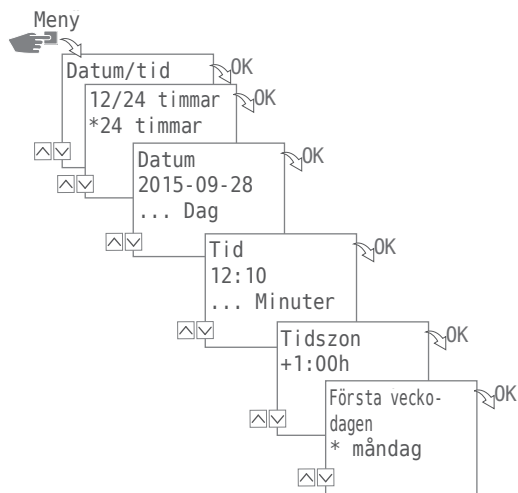 Meny
Datum/tid
OK
12/24 timmar
*24 timmar
OK
Datum
2015-09-28
... Dag
OK
Tid
12:10
... Minuter
OK
Tidszon
+1:00h
OK
Första vecko-
dagen
* måndag
OK